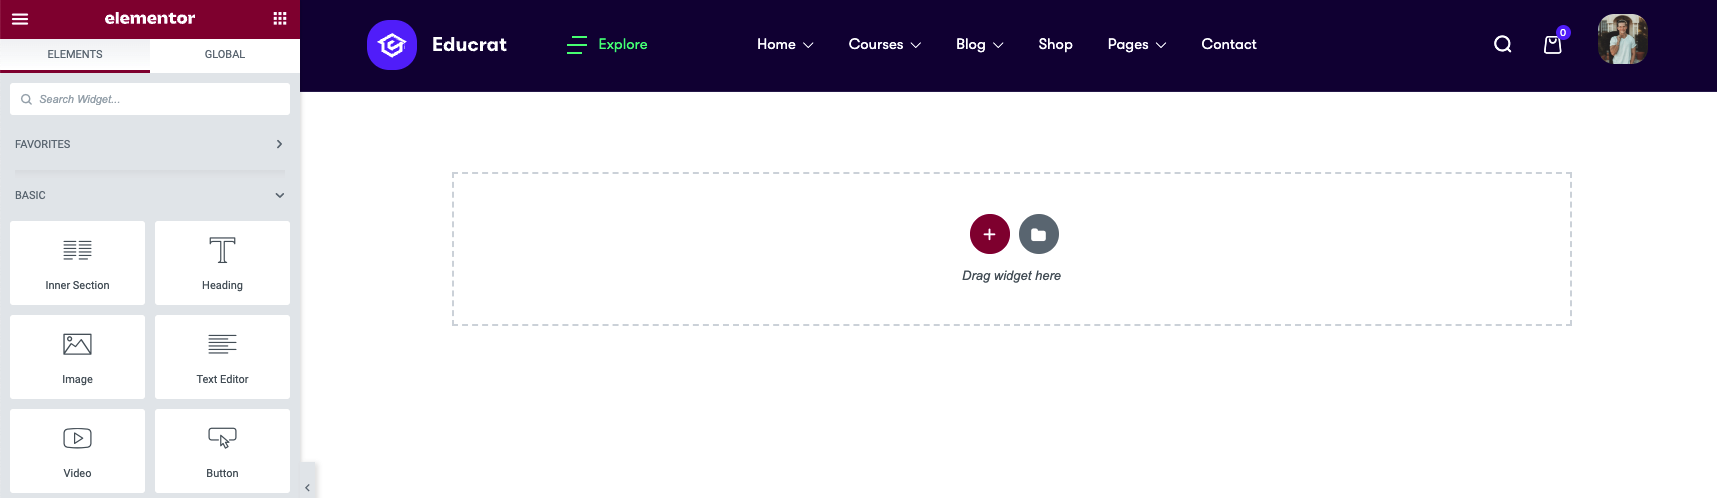 elementor
ELEMENTS
GLOBAL
Search Widget...
FAVORITES
BASIC
Inner Section
Heading
Image
Text Editor
Video
Button
Educrat
Explore
Home
Courses
Blog
Shop
Pages
Contact
0
Drag widget here